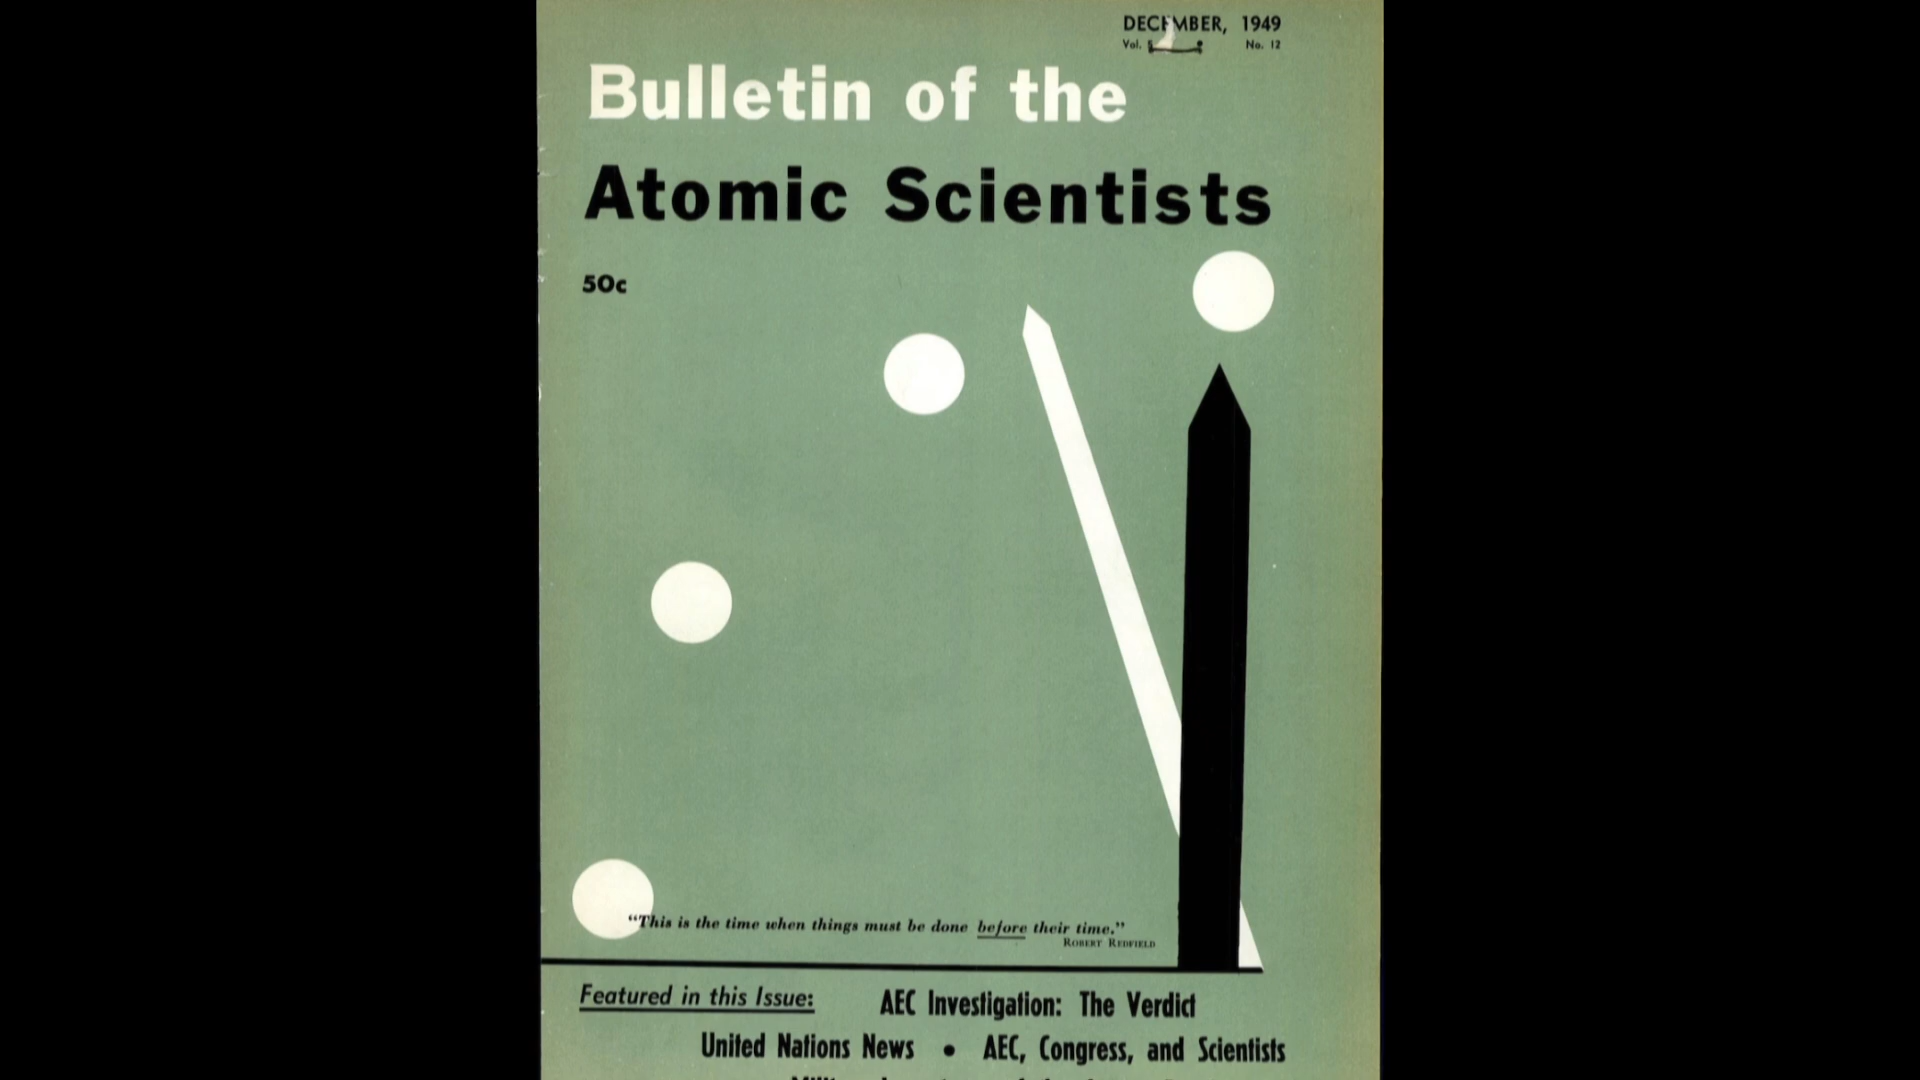 DECEMBER, 1949
Vol. 5 No. 12
Bulletin of the
Atomic Scientists
50c
“This is the time when things must be done before their time.”
ROBERT REDFIELD
Featured in this Issue: AEC Investigation: The Verdict
United Nations News • AEC, Congress, and Scientists